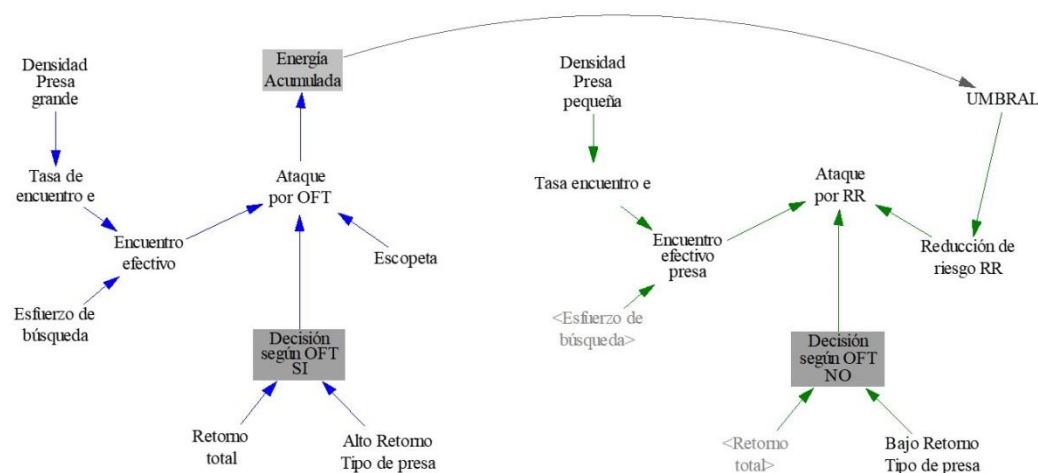 Densidad
Presa
grande
Energía
Acumulada
Densidad
Presa
pequeña
UMBRAL
Tasa de
encuentro e
Ataque
por OFT
Tasa encuentro e
Ataque
por RR
Encuentro
efectivo
Escopeta
Encuentro
efectivo
presa
Reducción de
riesgo RR
Esfuerzo de
búsqueda
<Esfuerzo de
búsqueda>
Decisión
según OFT
SI
Decisión
según OFT
NO
Retorno
total
Alto Retorno
Tipo de presa
<Retorno
total>
Bajo Retorno
Tipo de presa